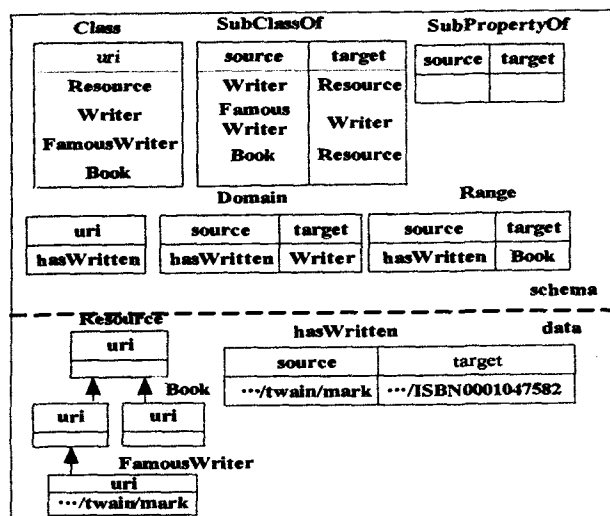 Class SubClassOf SubPropertyOf
uri source target source target
Resource Writer Resource
Writer Famous Writer Writer
FamousWriter Book Resource
Book
Domain Range
uri source target source target
hasWritten hasWritten Writer hasWritten Book
schema
Resource hasWritten data
uri source target
···/twain/mark ···/ISBN0001047582
Book
uri uri
FamousWriter
uri
···/twain/mark